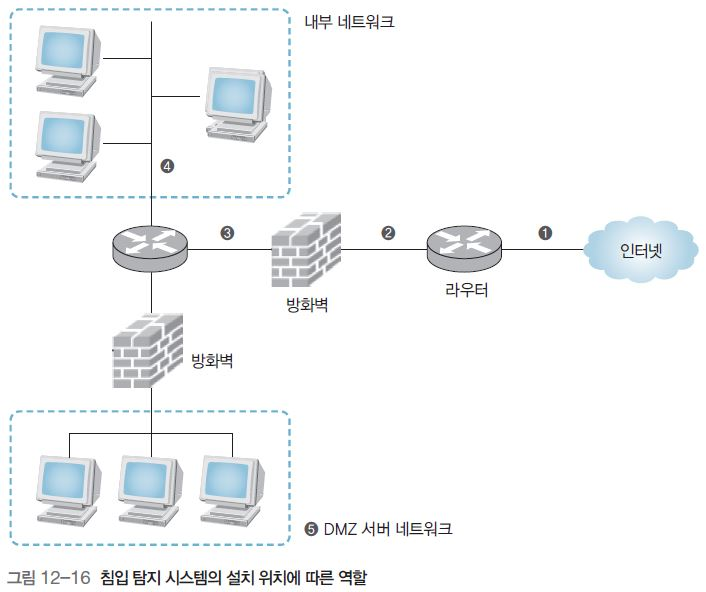 내부 네트워크
❹
❸
❷
❶
인터넷
방화벽
라우터
방화벽
❺ DMZ 서버 네트워크
그림 12-16 침입 탐지 시스템의 설치 위치에 따른 역할